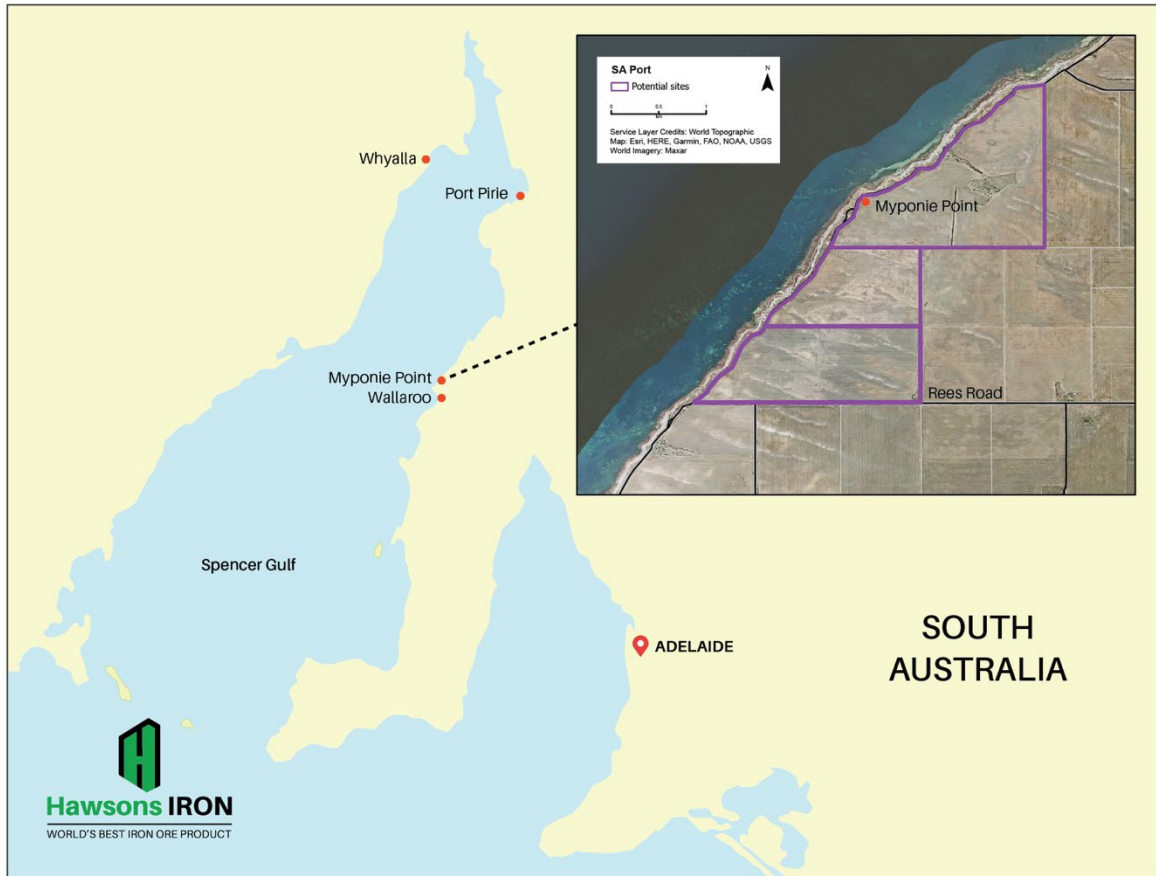 SA Port
N
Potential sites
0 0.5 1
Service Layer Credits: World Topographic
Map: Esri, HERE, Garmin, FAO, NOAA, USGS
World Imagery: Maxar
Whyalla
Port Pirie
Myponie Point
Myponie Point
Wallaroo
Rees Road
Spencer Gulf
ADELAIDE
SOUTH
AUSTRALIA
H
Hawsons IRON
WORLD'S BEST IRON ORE PRODUCT